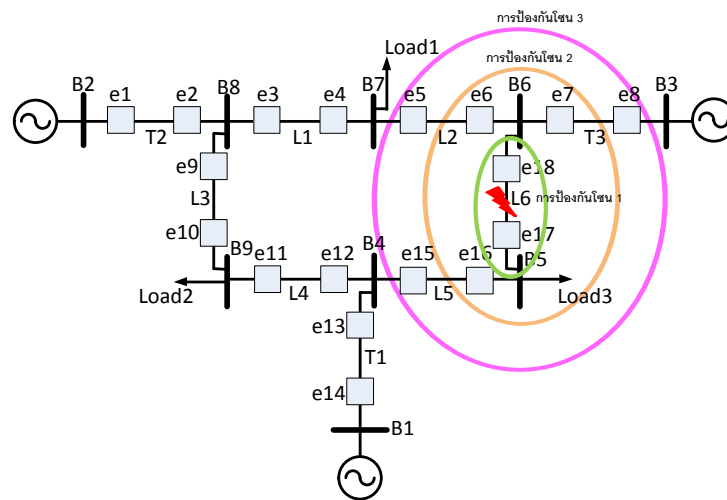 การป้องกันโซน 3
Load1
การป้องกันโซน 2
B2
B8
B7
B6
B3
e1
e2
e3
e4
e5
e6
e7
e8
T2
L1
L2
T3
e9
e18
L3
L6
การป้องกันโซน 1
e10
e17
B9
B4
B5
e11
e12
e15
e16
Load2
L4
L5
Load3
e13
T1
e14
B1